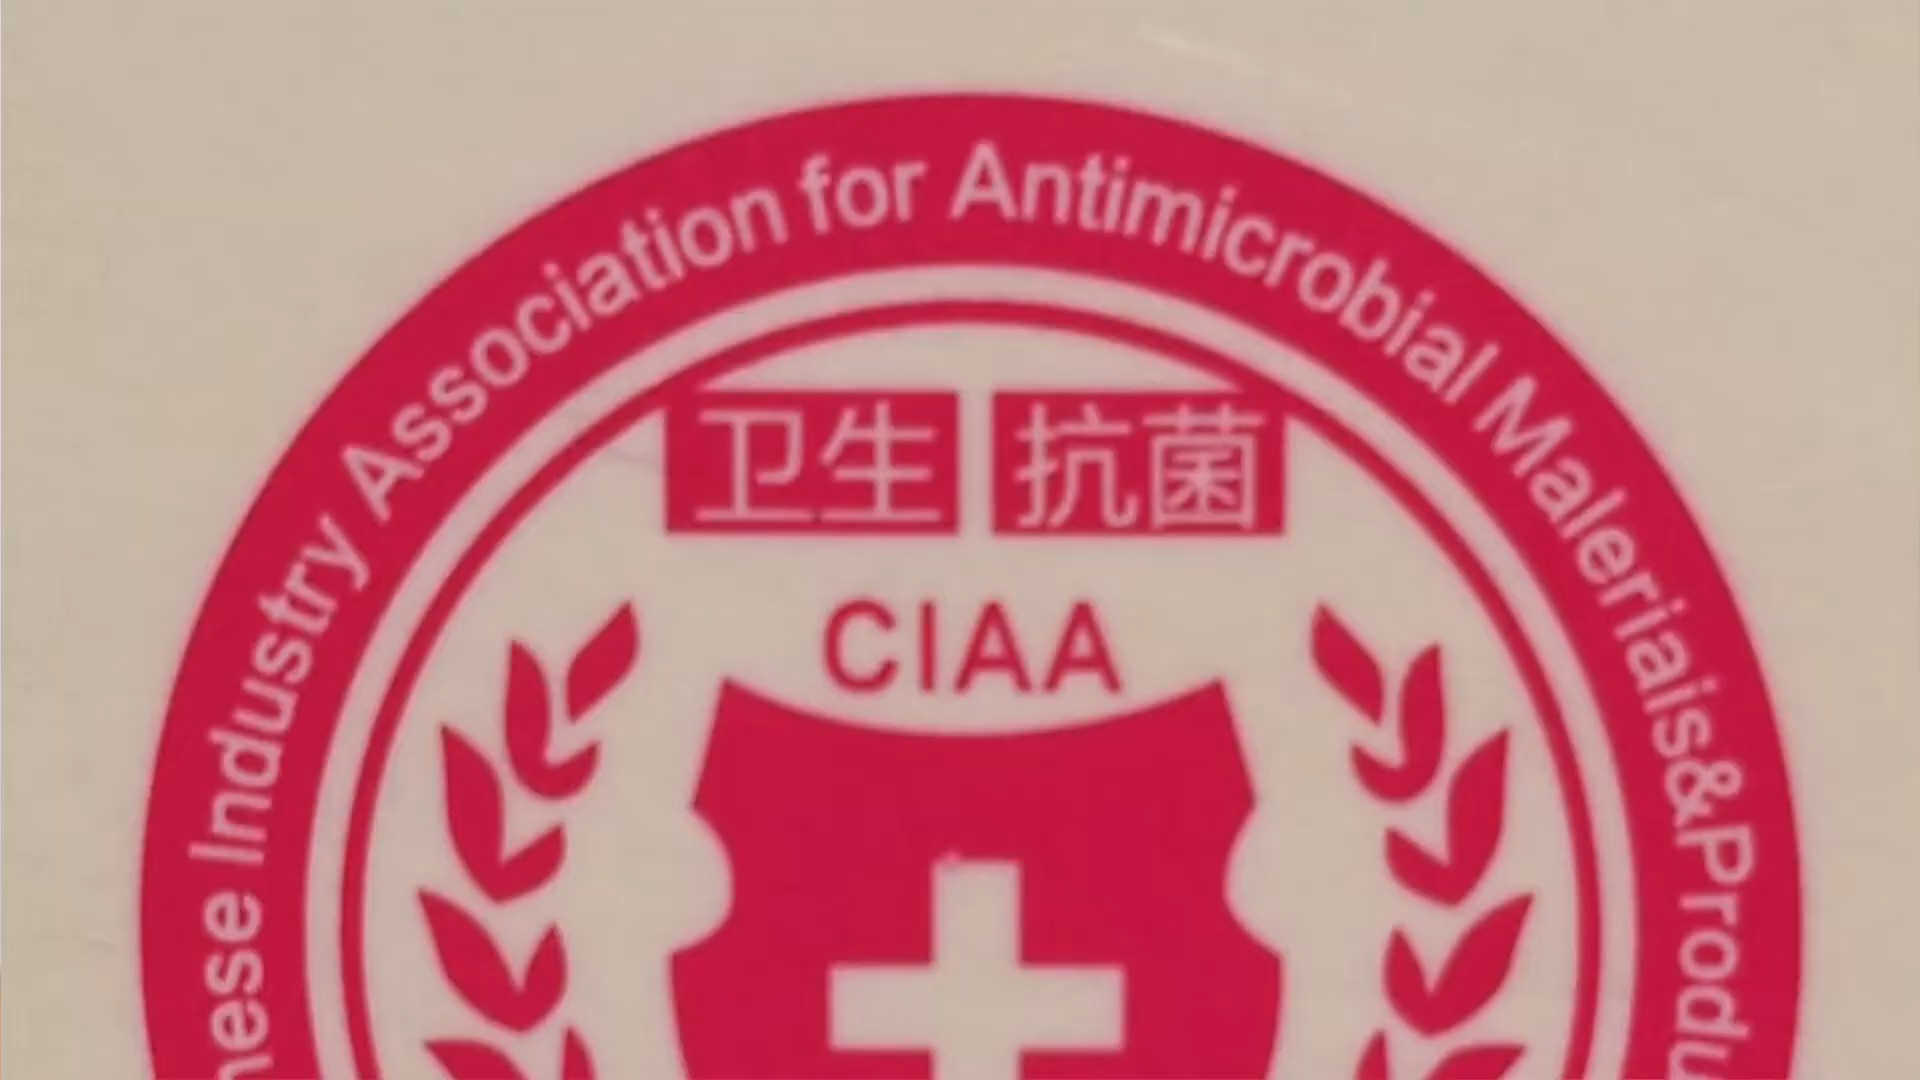 nese Industry Association for Antimicrobial Maleriais&Produ
卫生 抗菌
CIAA